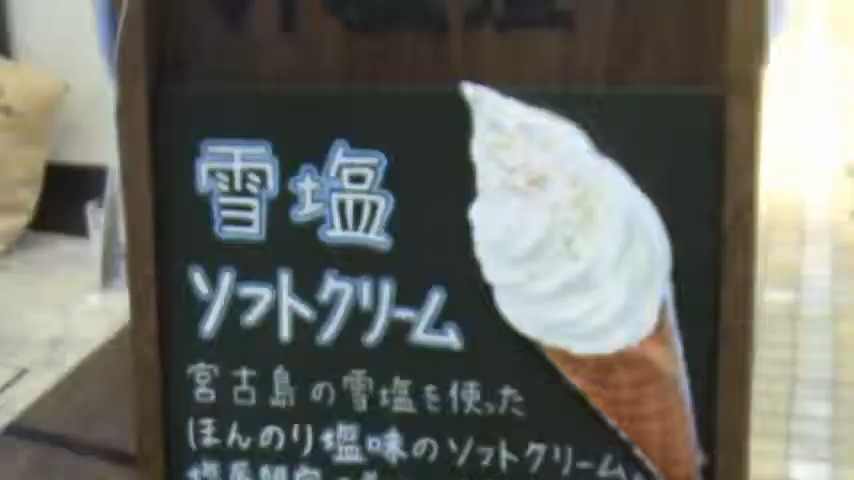 雪塩
ソフトクリーム
宮古島の雪塩を使った
ほんのり塩味のソフトクリーム。